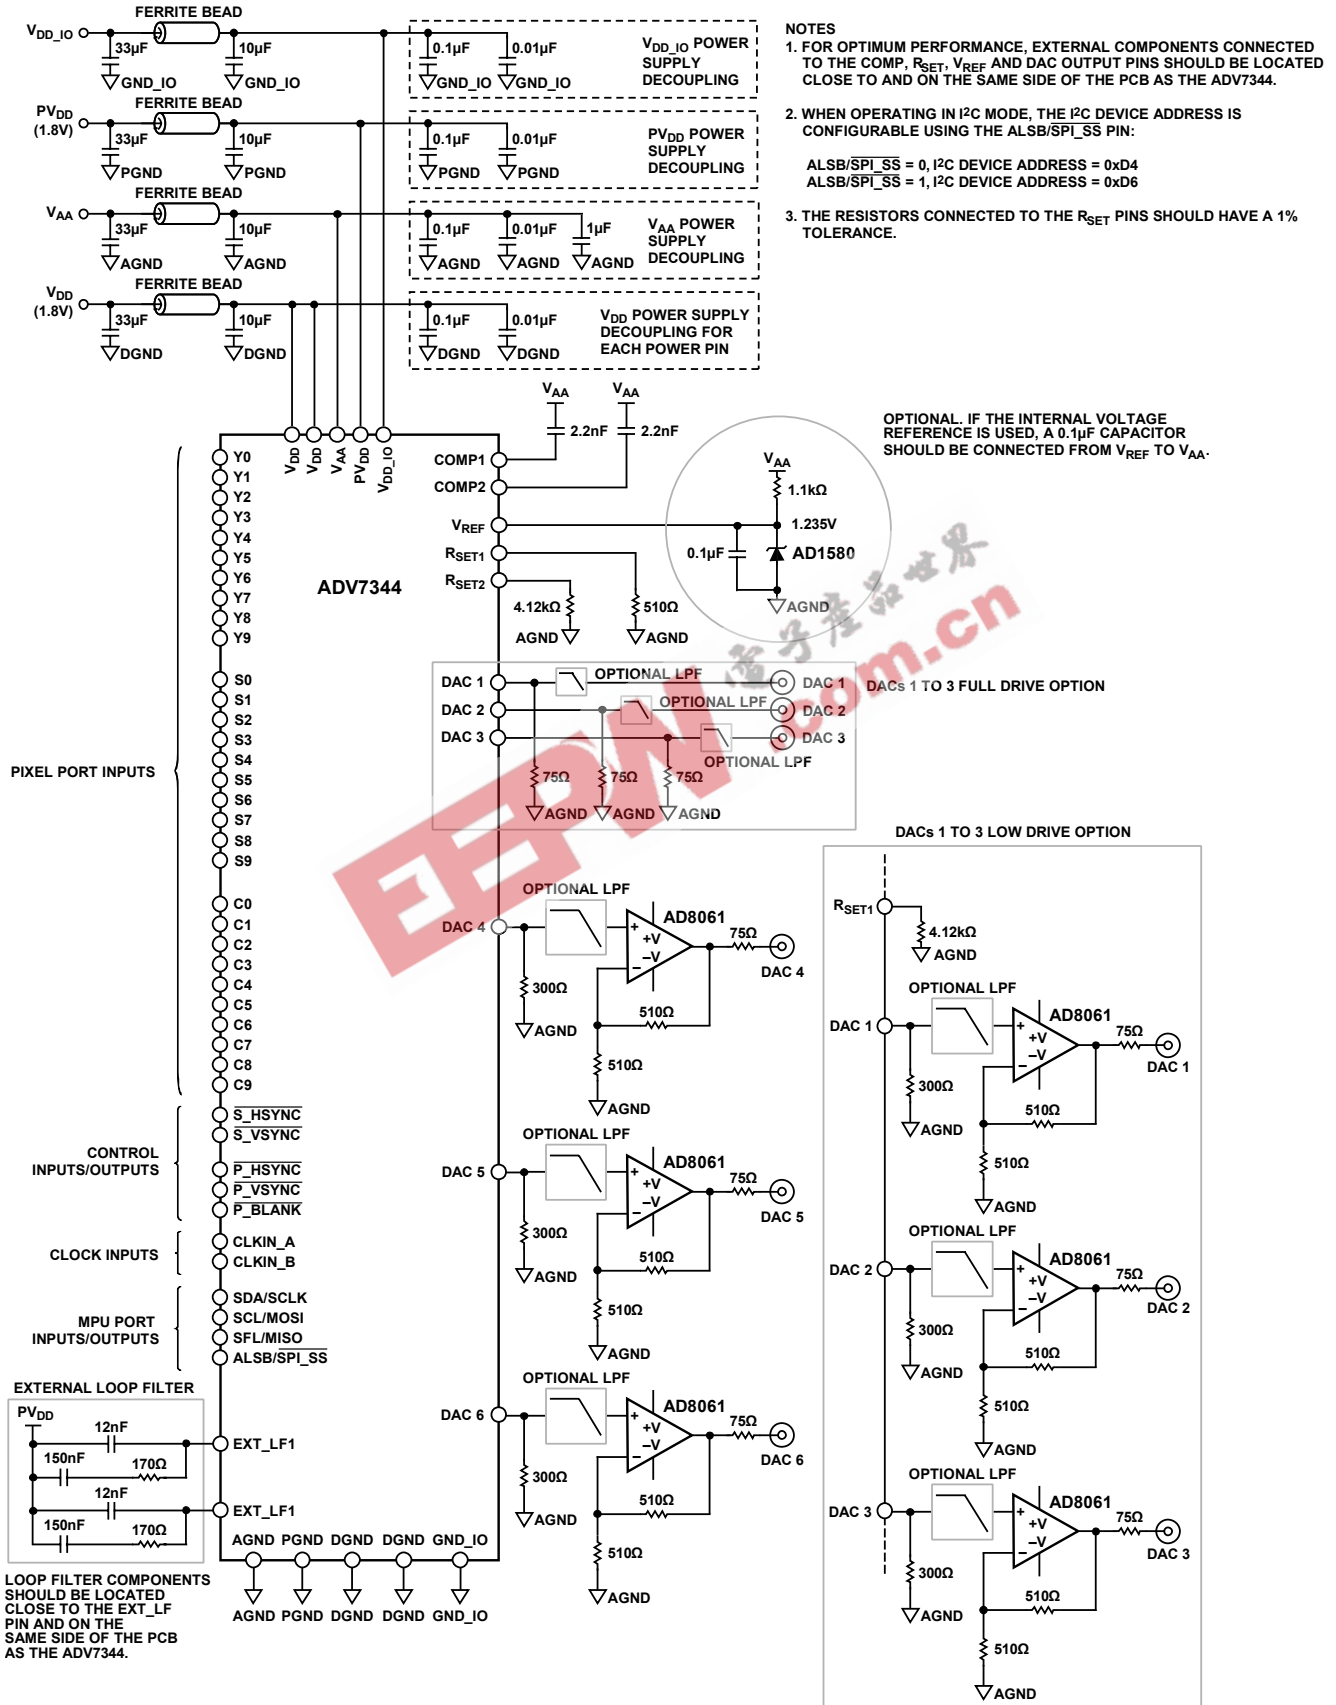 FERRITE BEAD
VDD_IO
33µF
10µF
0.1µF
0.01µF
GND_IO
GND_IO
GND_IO
GND_IO
VDD_IO POWER
SUPPLY
DECOUPLING
FERRITE BEAD
PVDD
(1.8V)
33µF
10µF
0.1µF
0.01µF
PGND
PGND
PGND
PGND
PVDD POWER
SUPPLY
DECOUPLING
FERRITE BEAD
VAA
33µF
10µF
0.1µF
0.01µF
1µF
AGND
AGND
AGND
AGND
AGND
VAA POWER
SUPPLY
DECOUPLING
FERRITE BEAD
VDD
(1.8V)
33µF
10µF
0.1µF
0.01µF
DGND
DGND
DGND
DGND
VDD POWER SUPPLY
DECOUPLING FOR
EACH POWER PIN
NOTES
1. FOR OPTIMUM PERFORMANCE, EXTERNAL COMPONENTS CONNECTED
TO THE COMP, RSET, VREF AND DAC OUTPUT PINS SHOULD BE LOCATED
CLOSE TO AND ON THE SAME SIDE OF THE PCB AS THE ADV7344.
2. WHEN OPERATING IN I2C MODE, THE I2C DEVICE ADDRESS IS
CONFIGURABLE USING THE ALSB/SPI_SS PIN:
ALSB/SPI_SS = 0, I2C DEVICE ADDRESS = 0xD4
ALSB/SPI_SS = 1, I2C DEVICE ADDRESS = 0xD6
3. THE RESISTORS CONNECTED TO THE RSET PINS SHOULD HAVE A 1%
TOLERANCE.
VAA
VAA
2.2nF
2.2nF
OPTIONAL. IF THE INTERNAL VOLTAGE
REFERENCE IS USED, A 0.1µF CAPACITOR
SHOULD BE CONNECTED FROM VREF TO VAA.
VDD
VDD
VAA
PVDD
VDD_IO
COMP1
COMP2
VREF
RSET1
RSET2
ADV7344
4.12kΩ
AGND
510Ω
AGND
VAA
1.1kΩ
1.235V
0.1µF
AD1580
AGND
PIXEL PORT INPUTS
Y0
Y1
Y2
Y3
Y4
Y5
Y6
Y7
Y8
Y9
S0
S1
S2
S3
S4
S5
S6
S7
S8
S9
C0
C1
C2
C3
C4
C5
C6
C7
C8
C9
CONTROL
INPUTS/OUTPUTS
S_HSYNC
S_VSYNC
P_HSYNC
P_VSYNC
P_BLANK
CLOCK INPUTS
CLKIN_A
CLKIN_B
MPU PORT
INPUTS/OUTPUTS
SDA/SCLK
SCL/MOSI
SFL/MISO
ALSB/SPI_SS
EXTERNAL LOOP FILTER
PVDD
12nF
150nF
170Ω
12nF
150nF
170Ω
EXT_LF1
EXT_LF1
LOOP FILTER COMPONENTS
SHOULD BE LOCATED
CLOSE TO THE EXT_LF
PIN AND ON THE
SAME SIDE OF THE PCB
AS THE ADV7344.
AGND PGND DGND DGND GND_IO
AGND PGND DGND DGND GND_IO
DAC 1
DAC 2
DAC 3
OPTIONAL LPF
OPTIONAL LPF
OPTIONAL LPF
DAC 1
DAC 2
DAC 3
75Ω
75Ω
75Ω
AGND
AGND
AGND
DACs 1 TO 3 FULL DRIVE OPTION
電子產品世界
EEPW.com.cn
OPTIONAL LPF
DAC 4
AD8061
+
+V
–V
–
75Ω
DAC 4
300Ω
AGND
510Ω
510Ω
AGND
OPTIONAL LPF
DAC 5
AD8061
+
+V
–V
–
75Ω
DAC 5
300Ω
AGND
510Ω
510Ω
AGND
OPTIONAL LPF
DAC 6
AD8061
+
+V
–V
–
75Ω
DAC 6
300Ω
AGND
510Ω
510Ω
AGND
DACs 1 TO 3 LOW DRIVE OPTION
RSET1
4.12kΩ
AGND
OPTIONAL LPF
DAC 1
AD8061
+
+V
–V
–
75Ω
DAC 1
300Ω
AGND
510Ω
510Ω
AGND
OPTIONAL LPF
DAC 2
AD8061
+
+V
–V
–
75Ω
DAC 2
300Ω
AGND
510Ω
510Ω
AGND
OPTIONAL LPF
DAC 3
AD8061
+
+V
–V
–
75Ω
DAC 3
300Ω
AGND
510Ω
510Ω
AGND